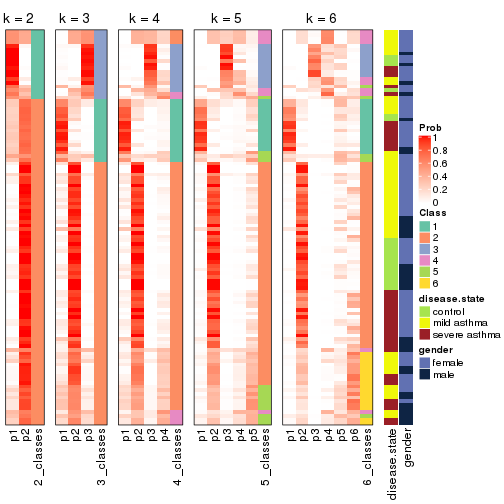 k = 2
k = 3
k = 4
k = 5
k = 6
Prob
1
0.8
0.6
0.4
0.2
0
Class
1
2
3
4
5
6
disease.state
control
mild asthma
severe asthma
gender
female
male
p1
p2
2_classes
p1
p2
p3
3_classes
p1
p2
p3
p4
4_classes
p1
p2
p3
p4
p5
5_classes
p1
p2
p3
p4
p5
p6
6_classes
disease.state
gender